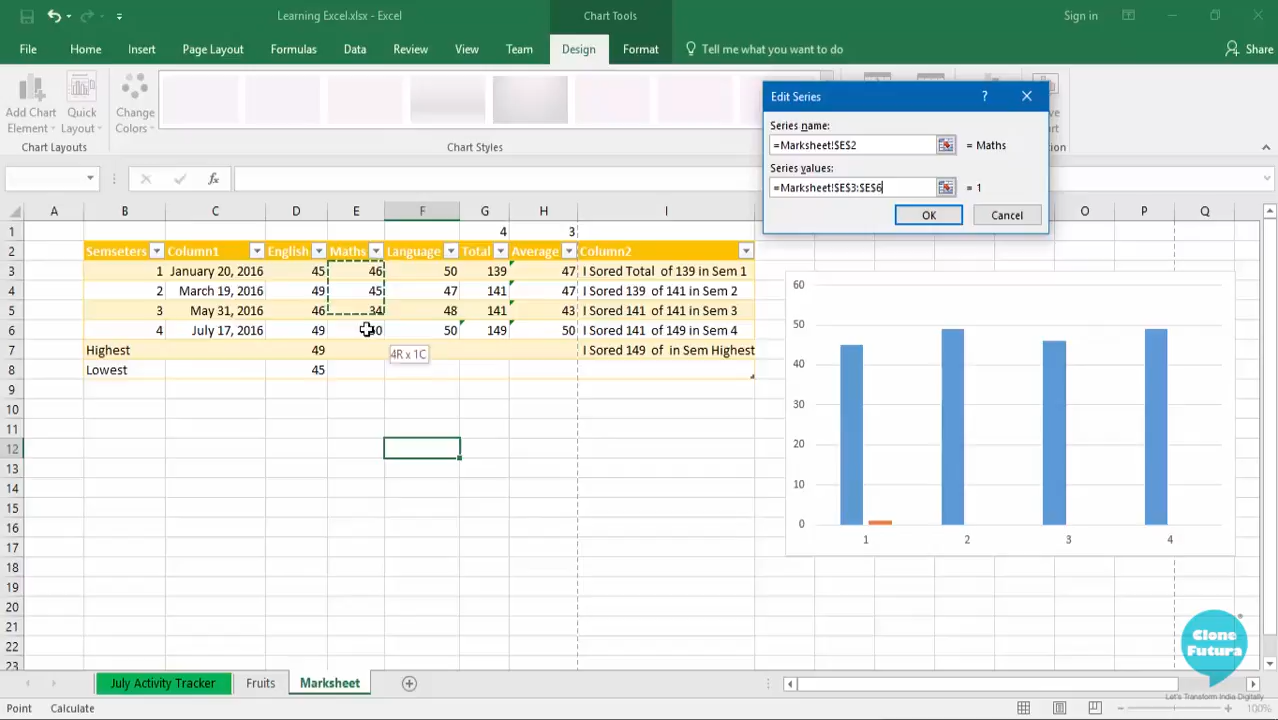 Learning Excel.xlsx - Excel
Chart Tools
Sign in
File Home Insert Page Layout Formulas Data Review View Team Design Format Tell me what you want to do Share
Add Chart Element
Quick Layout
Change Colors
Chart Layouts
Chart Styles
Edit Series
?
Series name:
=Marksheet!$E$2 = Maths
Series values:
=Marksheet!$E$3:$E$6 = 1
OK Cancel
A B C D E F G H I O P Q
1 4 3
2 Semseters Column1 English Maths Language Total Average Column2
3 1 January 20, 2016 45 46 50 139 47 I Sored Total of 139 in Sem 1
4 2 March 19, 2016 49 45 47 141 47 I Sored 139 of 141 in Sem 2
5 3 May 31, 2016 46 34 48 141 43 I Sored 141 of 141 in Sem 3
6 4 July 17, 2016 49 50 149 50 I Sored 141 of 149 in Sem 4
7 Highest 49 I Sored 149 of in Sem Highest
8 Lowest 45
4R x 1C
9
10
11
12
13
14
15
16
17
18
19
20
21
22
23
60
50
40
30
20
10
0
1 2 3 4
Clone
Futura
Let's Transform India Digitally
July Activity Tracker Fruits Marksheet
Point Calculate 100%